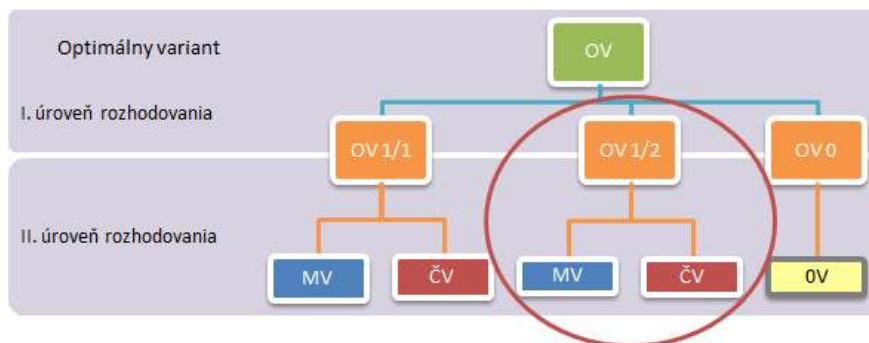 Optimálny variant
OV
I. úroveň rozhodovania
OV 1/1
OV 1/2
OV 0
II. úroveň rozhodovania
MV
ČV
MV
ČV
0V